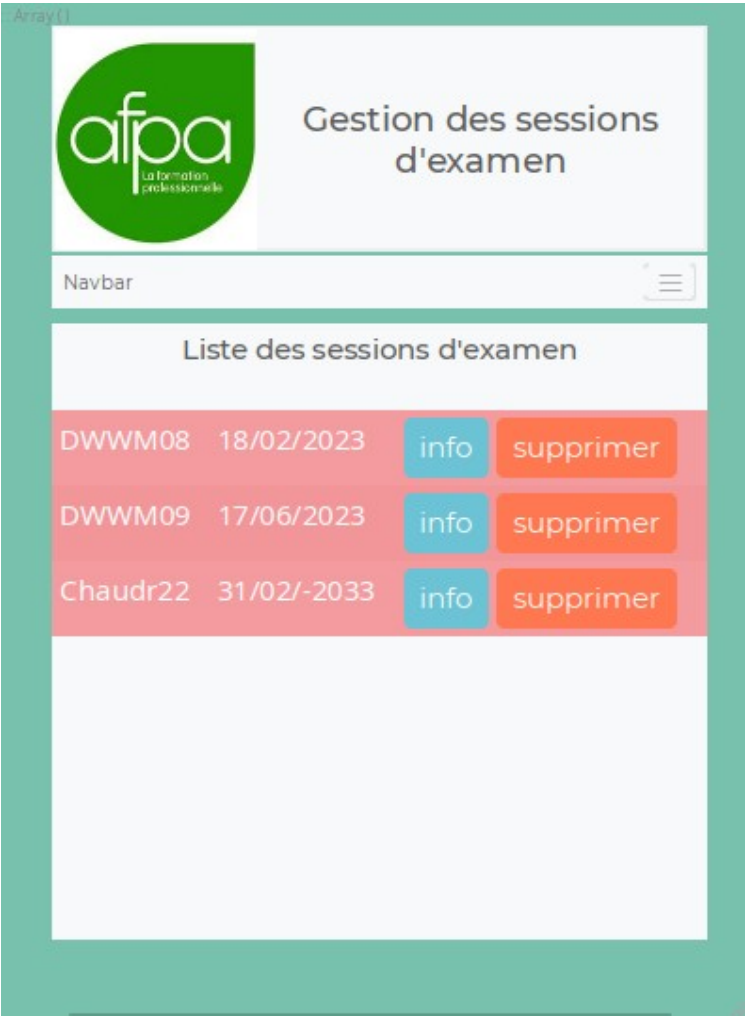 ::Array()
afpa
La formation
professionnelle
Gestion des sessions
d'examen
Navbar
Liste des sessions d'examen
DWWM08 18/02/2023 info supprimer
DWWM09 17/06/2023 info supprimer
Chaudr22 31/02/-2033 info supprimer